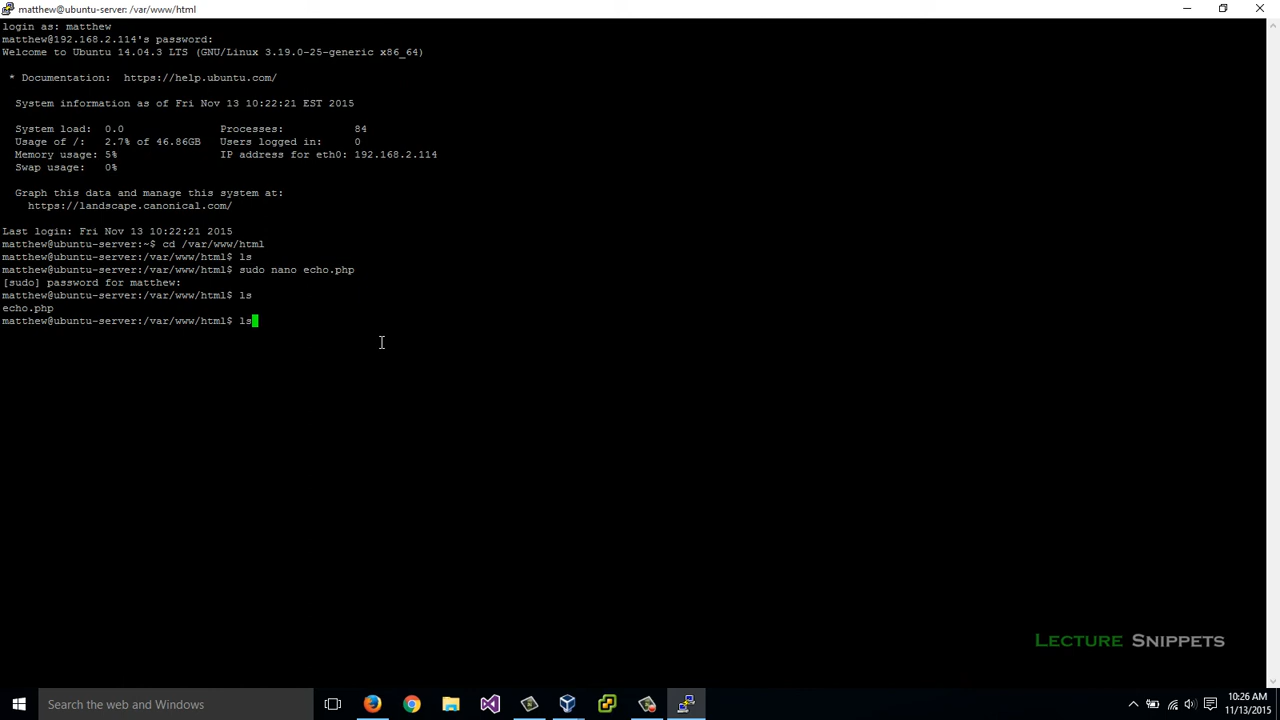 matthew@ubuntu-server: /var/www/html
login as: matthew
matthew@192.168.2.114's password:
Welcome to Ubuntu 14.04.3 LTS (GNU/Linux 3.19.0-25-generic x86_64)
* Documentation:  https://help.ubuntu.com/
System information as of Fri Nov 13 10:22:21 EST 2015
System load:  0.0               Processes:           84
Usage of /:   2.7% of 46.86GB   Users logged in:     0
Memory usage: 5%                IP address for eth0: 192.168.2.114
Swap usage:   0%
Graph this data and manage this system at:
https://landscape.canonical.com/
Last login: Fri Nov 13 10:22:21 2015
matthew@ubuntu-server:~$ cd /var/www/html
matthew@ubuntu-server:/var/www/html$ ls
matthew@ubuntu-server:/var/www/html$ sudo nano echo.php
[sudo] password for matthew:
matthew@ubuntu-server:/var/www/html$ ls
echo.php
matthew@ubuntu-server:/var/www/html$ ls
LECTURE SNIPPETS
Search the web and Windows
10:26 AM
11/13/2015